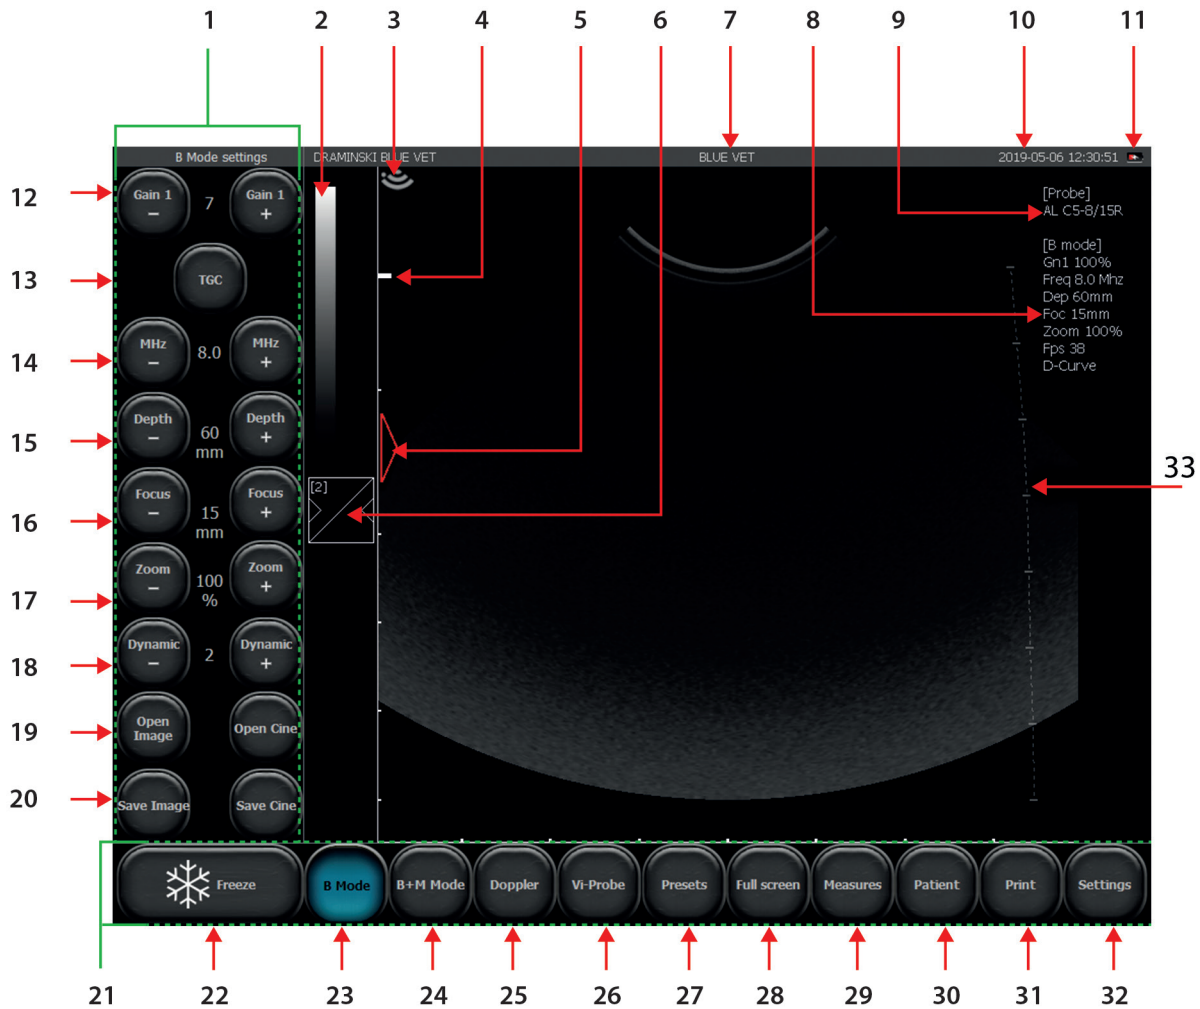 1 2 3 4 5 6 7 8 9 10 11
B Mode settings DRAMINSKI BLUE VET BLUE VET 2019-05-06 12:30:51
12 Gain 1 - 7 Gain 1 +
13 TGC
14 MHz - 8.0 MHz +
15 Depth - 60 mm Depth +
16 Focus - 15 mm Focus +
17 Zoom - 100 % Zoom +
18 Dynamic - 2 Dynamic +
19 Open Image Open Cine
20 Save Image Save Cine
[2]
[Probe]
AL C5-8/15R
[B mode]
Gn1 100%
Freq 8.0 Mhz
Dep 60mm
Foc 15mm
Zoom 100%
Fps 38
D-Curve
33
Freeze B Mode B+M Mode Doppler Vi-Probe Presets Full screen Measures Patient Print Settings
21 22 23 24 25 26 27 28 29 30 31 32